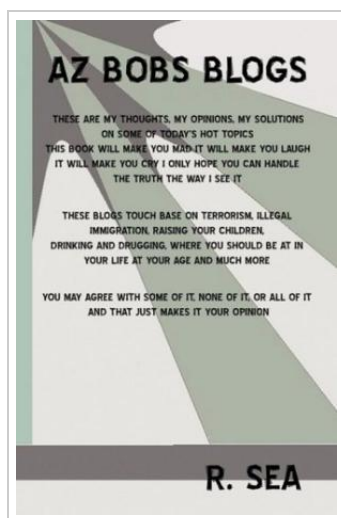 AZ BOBS BLOGS
THESE ARE MY THOUGHTS, MY OPINIONS, MY SOLUTIONS
ON SOME OF TODAY'S HOT TOPICS
THIS BOOK WILL MAKE YOU MAD IT WILL MAKE YOU LAUGH
IT WILL MAKE YOU CRY I ONLY HOPE YOU CAN HANDLE
THE TRUTH THE WAY I SEE IT
THESE BLOGS TOUCH BASE ON TERRORISM, ILLEGAL
IMMIGRATION, RAISING YOUR CHILDREN,
DRINKING AND DRUGGING, WHERE YOU SHOULD BE AT IN
YOUR LIFE AT YOUR AGE AND MUCH MORE
YOU MAY AGREE WITH SOME OF IT, NONE OF IT, OR ALL OF IT
AND THAT JUST MAKES IT YOUR OPINION
R. SEA